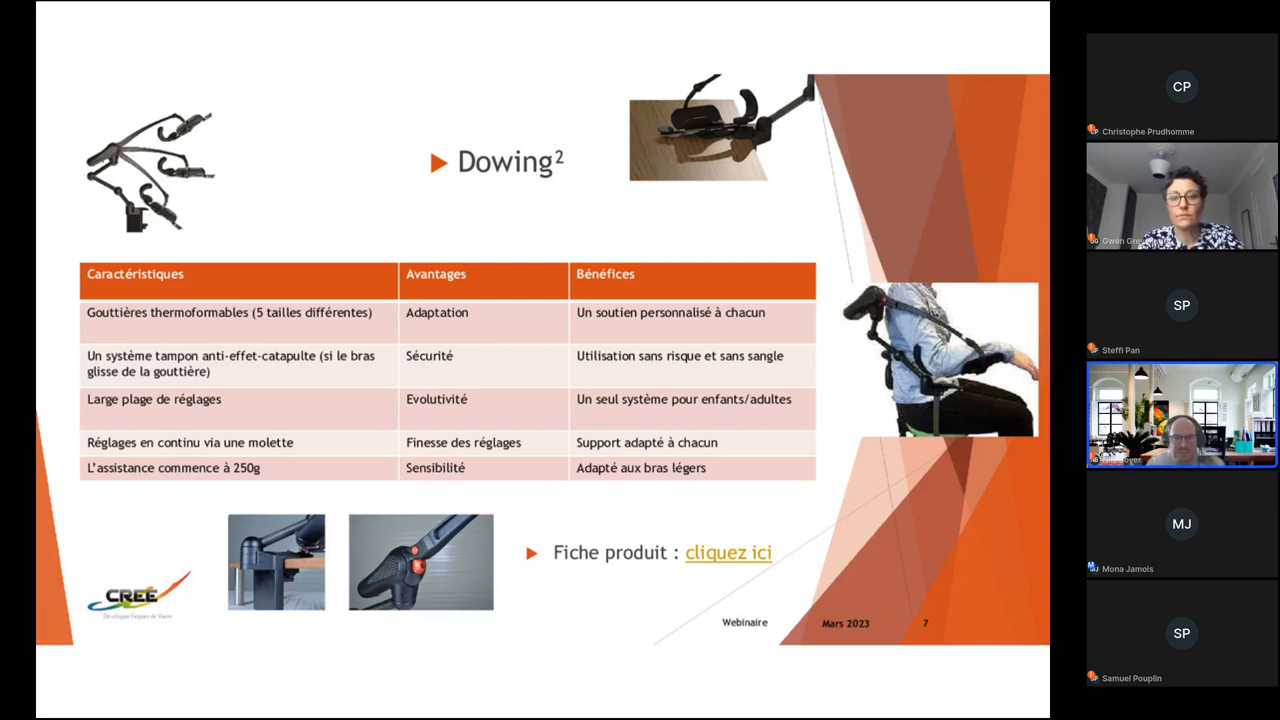 Dowing²
Caractéristiques Avantages Bénéfices
Gouttières thermoformables (5 tailles différentes) Adaptation Un soutien personnalisé à chacun
Un système tampon anti-effet-catapulte (si le bras
glisse de la gouttière) Sécurité Utilisation sans risque et sans sangle
Large plage de réglages Evolutivité Un seul système pour enfants/adultes
Réglages en continu via une molette Finesse des réglages Support adapté à chacun
L'assistance commence à 250g Sensibilité Adapté aux bras légers
Fiche produit : cliquez ici
CREE
Webinaire Mars 2023 7
CP
Christophe Prudhomme
Gwen
SP
Steffi Pan
MJ
Mona Jamois
SP
Samuel Pouplin